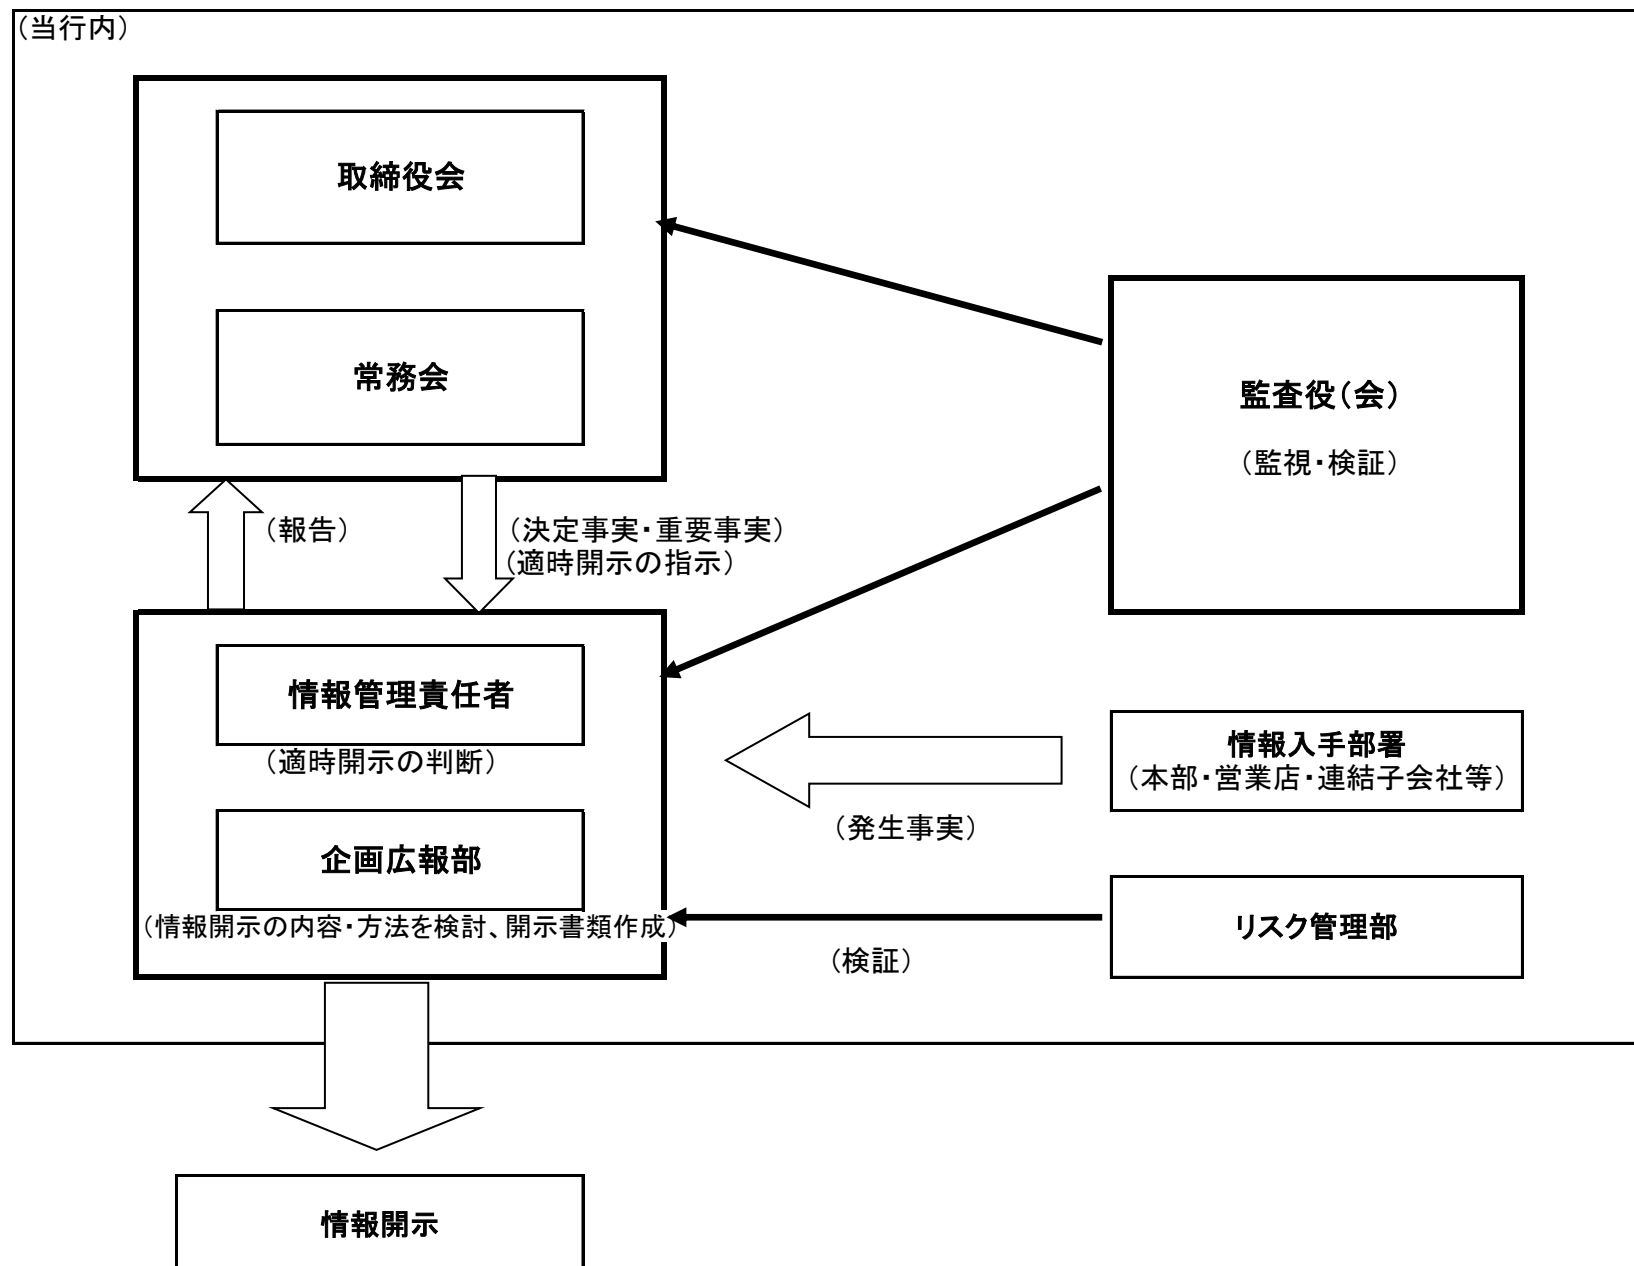 （当行内）
取締役会
常務会
監査役（会）
（監視・検証）
（報告）
（決定事実・重要事実）
（適時開示の指示）
情報管理責任者
（適時開示の判断）
情報入手部署
（本部・営業店・連結子会社等）
（発生事実）
企画広報部
（情報開示の内容・方法を検討、開示書類作成）
リスク管理部
（検証）
情報開示